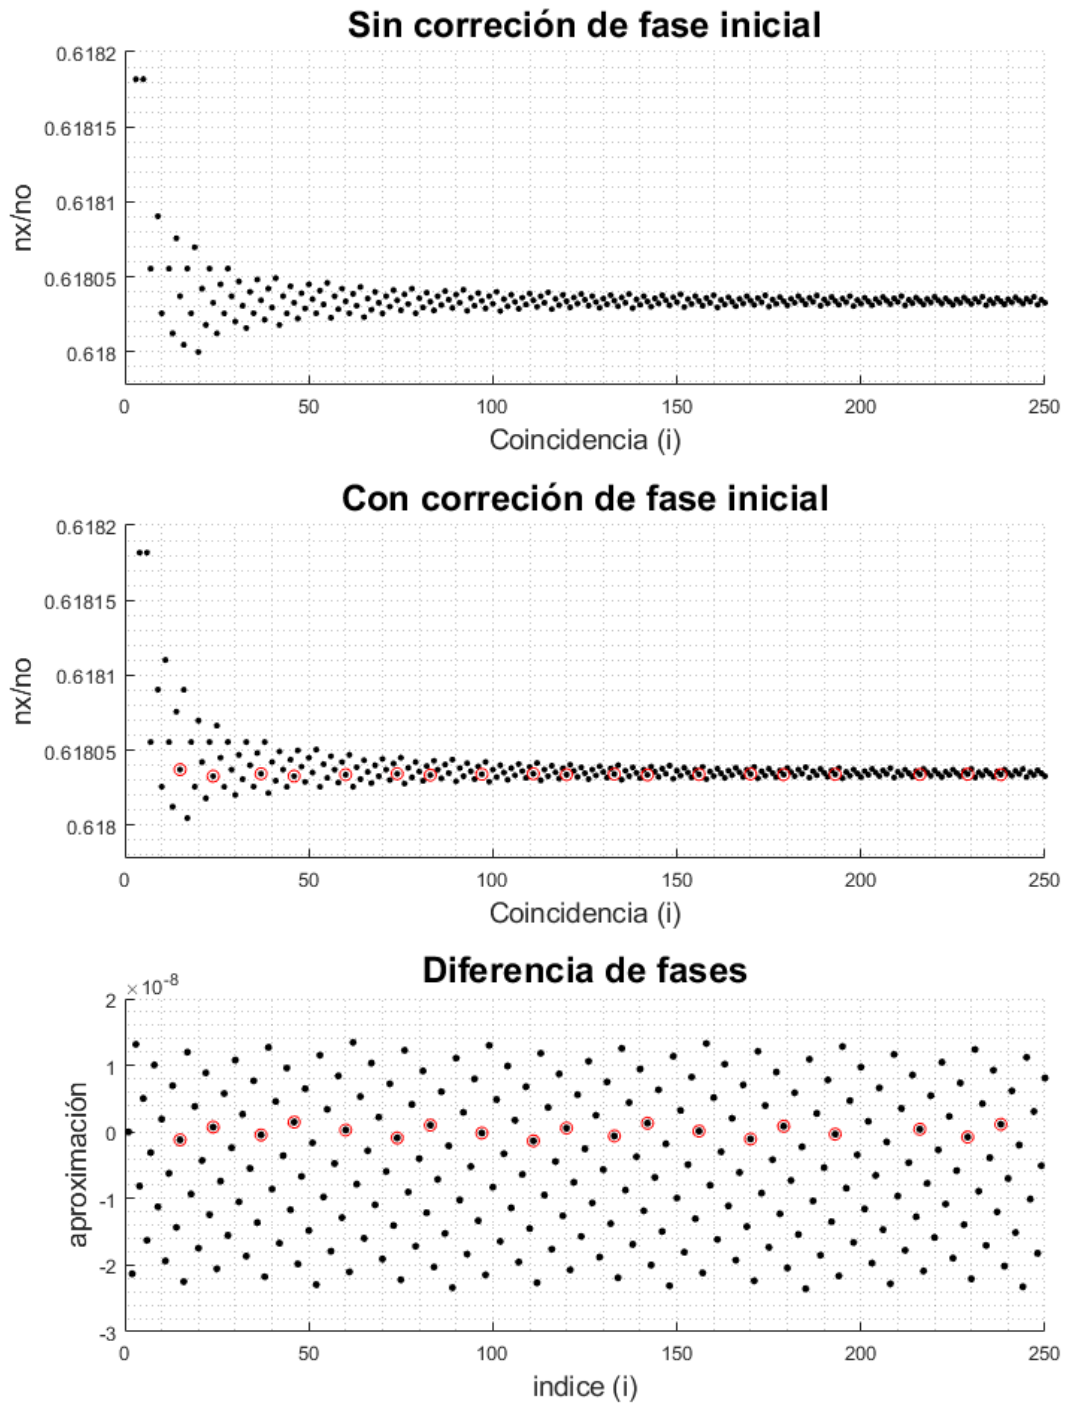 Sin correción de fase inicial
0.6182
0.61815
0.6181
0.61805
0.618
nx/no
0 50 100 150 200 250
Coincidencia (i)
Con correción de fase inicial
0.6182
0.61815
0.6181
0.61805
0.618
nx/no
0 50 100 150 200 250
Coincidencia (i)
Diferencia de fases
×10-8
2
1
0
-1
-2
-3
aproximación
0 50 100 150 200 250
indice (i)